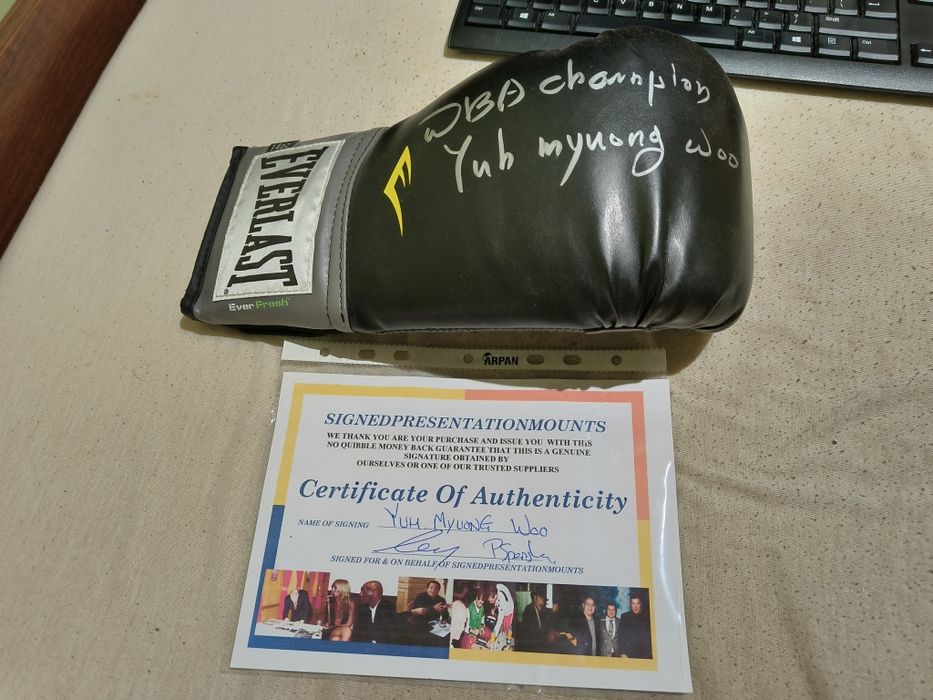 WBA champion
Yuh myuong Woo
14oz
EVERLAST
EverFresh
ARPAN
SIGNEDPRESENTATIONMOUNTS
WE THANK YOU ARE YOUR PURCHASE AND ISSUE YOU WITH THIS
NO QUIBBLE MONEY BACK GUARANTEE THAT THIS IS A GENUINE
SIGNATURE OBTAINED BY
OURSELVES OR ONE OF OUR TRUSTED SUPPLIERS
Certificate Of Authenticity
NAME OF SIGNING YUH MYUONG WOO
SIGNED FOR & ON BEHALF OF SIGNEDPRESENTATIONMOUNTS